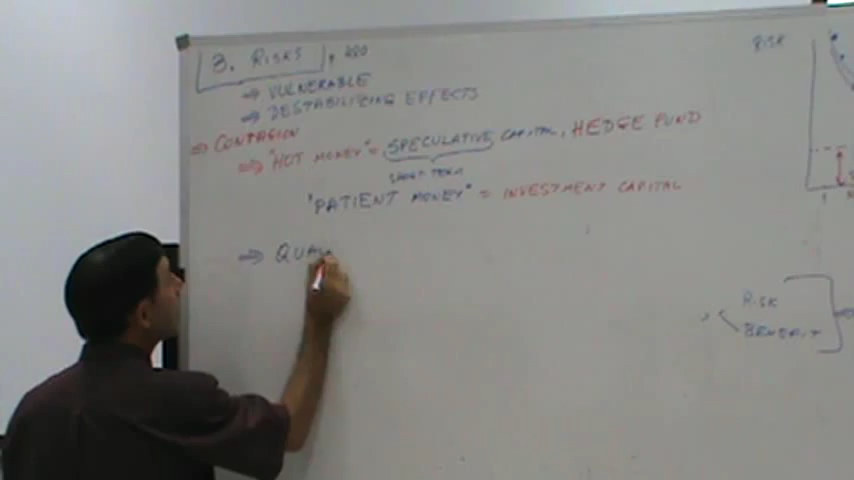 3. RISKS
⇒ VULNERABLE
⇒ DESTABILIZING EFFECTS
⇒ CONTAGION
⇒ "HOT MONEY" = SPECULATIVE CAPITAL, HEDGE FUND
SHORT TERM
"PATIENT MONEY" = INVESTMENT CAPITAL
⇒ QUA
RISK
RISK
BENEFIT